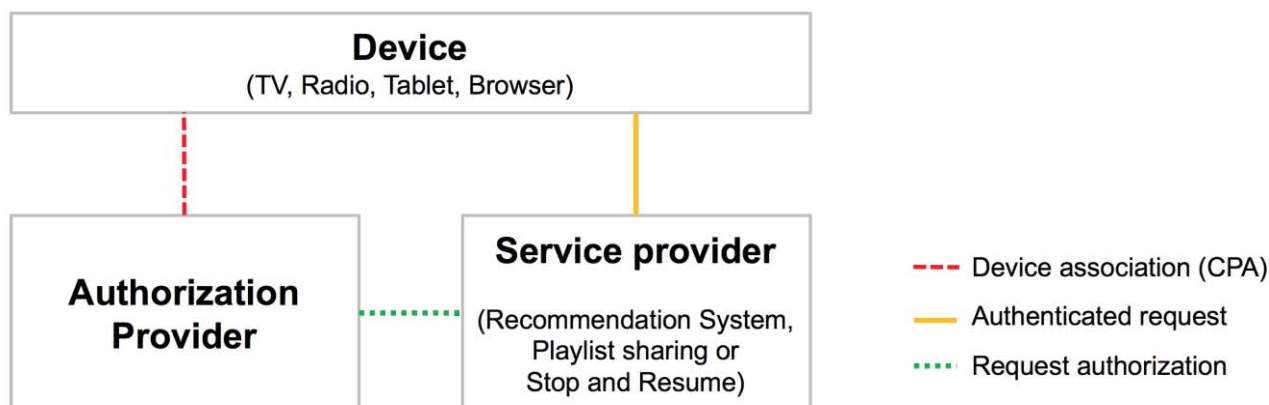 Device
(TV, Radio, Tablet, Browser)
Authorization
Provider
Service provider
(Recommendation System,
Playlist sharing or
Stop and Resume)
Device association (CPA)
Authenticated request
Request authorization